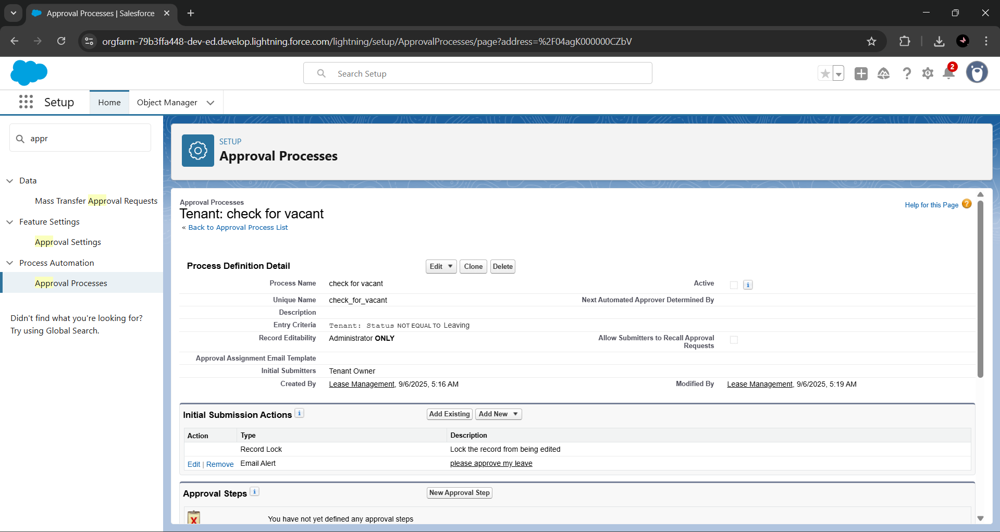 Approval Processes | Salesforce
orgfarm-79b3ffa448-dev-ed.develop.lightning.force.com/lightning/setup/ApprovalProcesses/page?address=%2F04agK000000CZbV
Search Setup
2
Setup
Home
Object Manager
appr
Data
Mass Transfer Approval Requests
Feature Settings
Approval Settings
Process Automation
Approval Processes
Didn't find what you're looking for?
Try using Global Search.
SETUP
Approval Processes
Approval Processes
Tenant: check for vacant
« Back to Approval Process List
Help for this Page ?
Process Definition Detail
Edit
Clone
Delete
Process Name check for vacant Active i
Unique Name check_for_vacant Next Automated Approver Determined By
Description
Entry Criteria Tenant: Status NOT EQUAL TO Leaving
Record Editability Administrator ONLY Allow Submitters to Recall Approval
Requests
Approval Assignment Email Template
Initial Submitters Tenant Owner
Created By Lease Management, 9/6/2025, 5:16 AM Modified By Lease Management, 9/6/2025, 5:19 AM
Initial Submission Actions i Add Existing Add New
Action Type Description
Record Lock Lock the record from being edited
Edit | Remove Email Alert please approve my leave
Approval Steps i New Approval Step
X You have not yet defined any approval steps